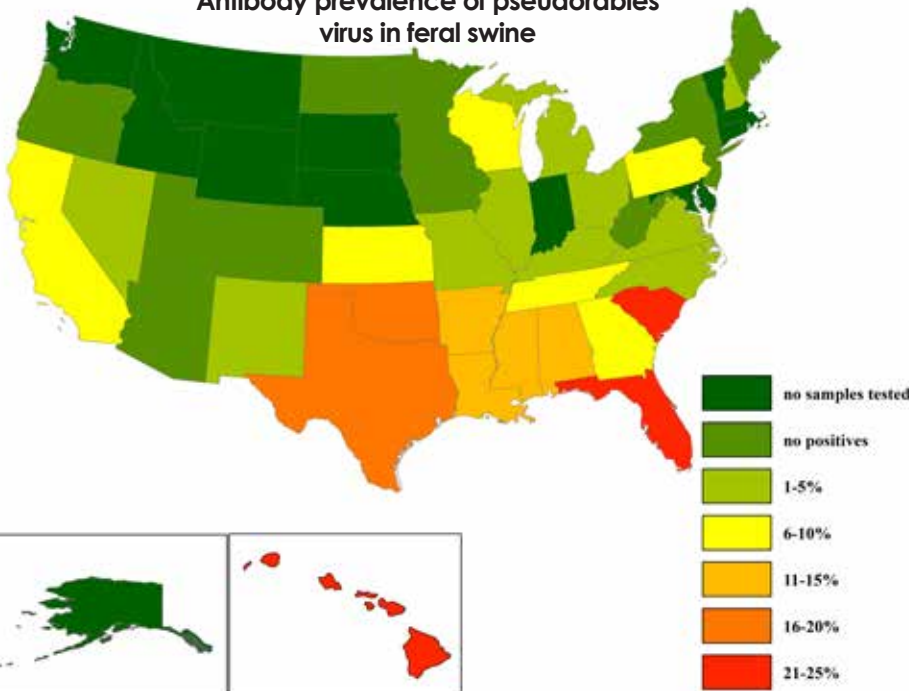 Antibody prevalence of pseudorabies
virus in feral swine
no samples tested
no positives
1-5%
6-10%
11-15%
16-20%
21-25%